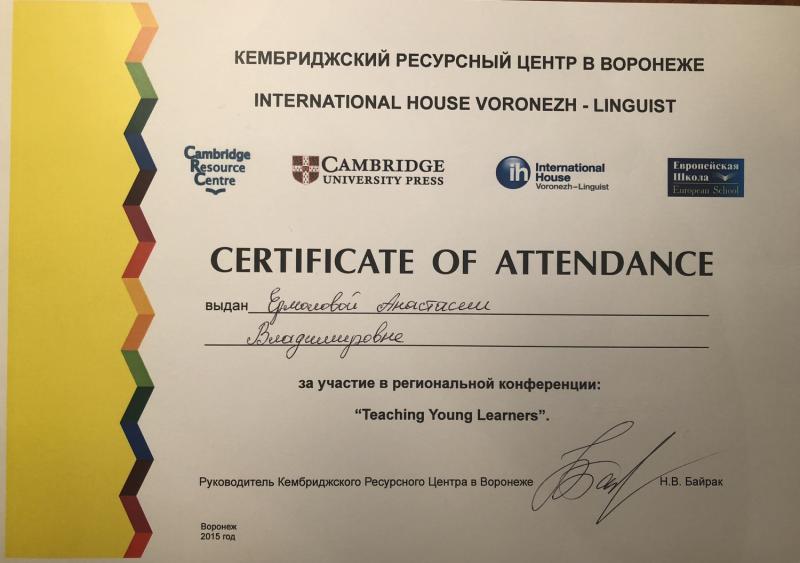 КЕМБРИДЖСКИЙ РЕСУРСНЫЙ ЦЕНТР В ВОРОНЕЖЕ
INTERNATIONAL HOUSE VORONEZH - LINGUIST
Cambridge
Resource
Centre
CAMBRIDGE
UNIVERSITY PRESS
ih
International
House
Voronezh-Linguist
Европейская
Школа
European School
CERTIFICATE OF ATTENDANCE
выдан Ермоловой Анастасии
Владимировне
за участие в региональной конференции:
“Teaching Young Learners”.
Руководитель Кембриджского Ресурсного Центра в Воронеже Н.В. Байрак
Воронеж
2015 год